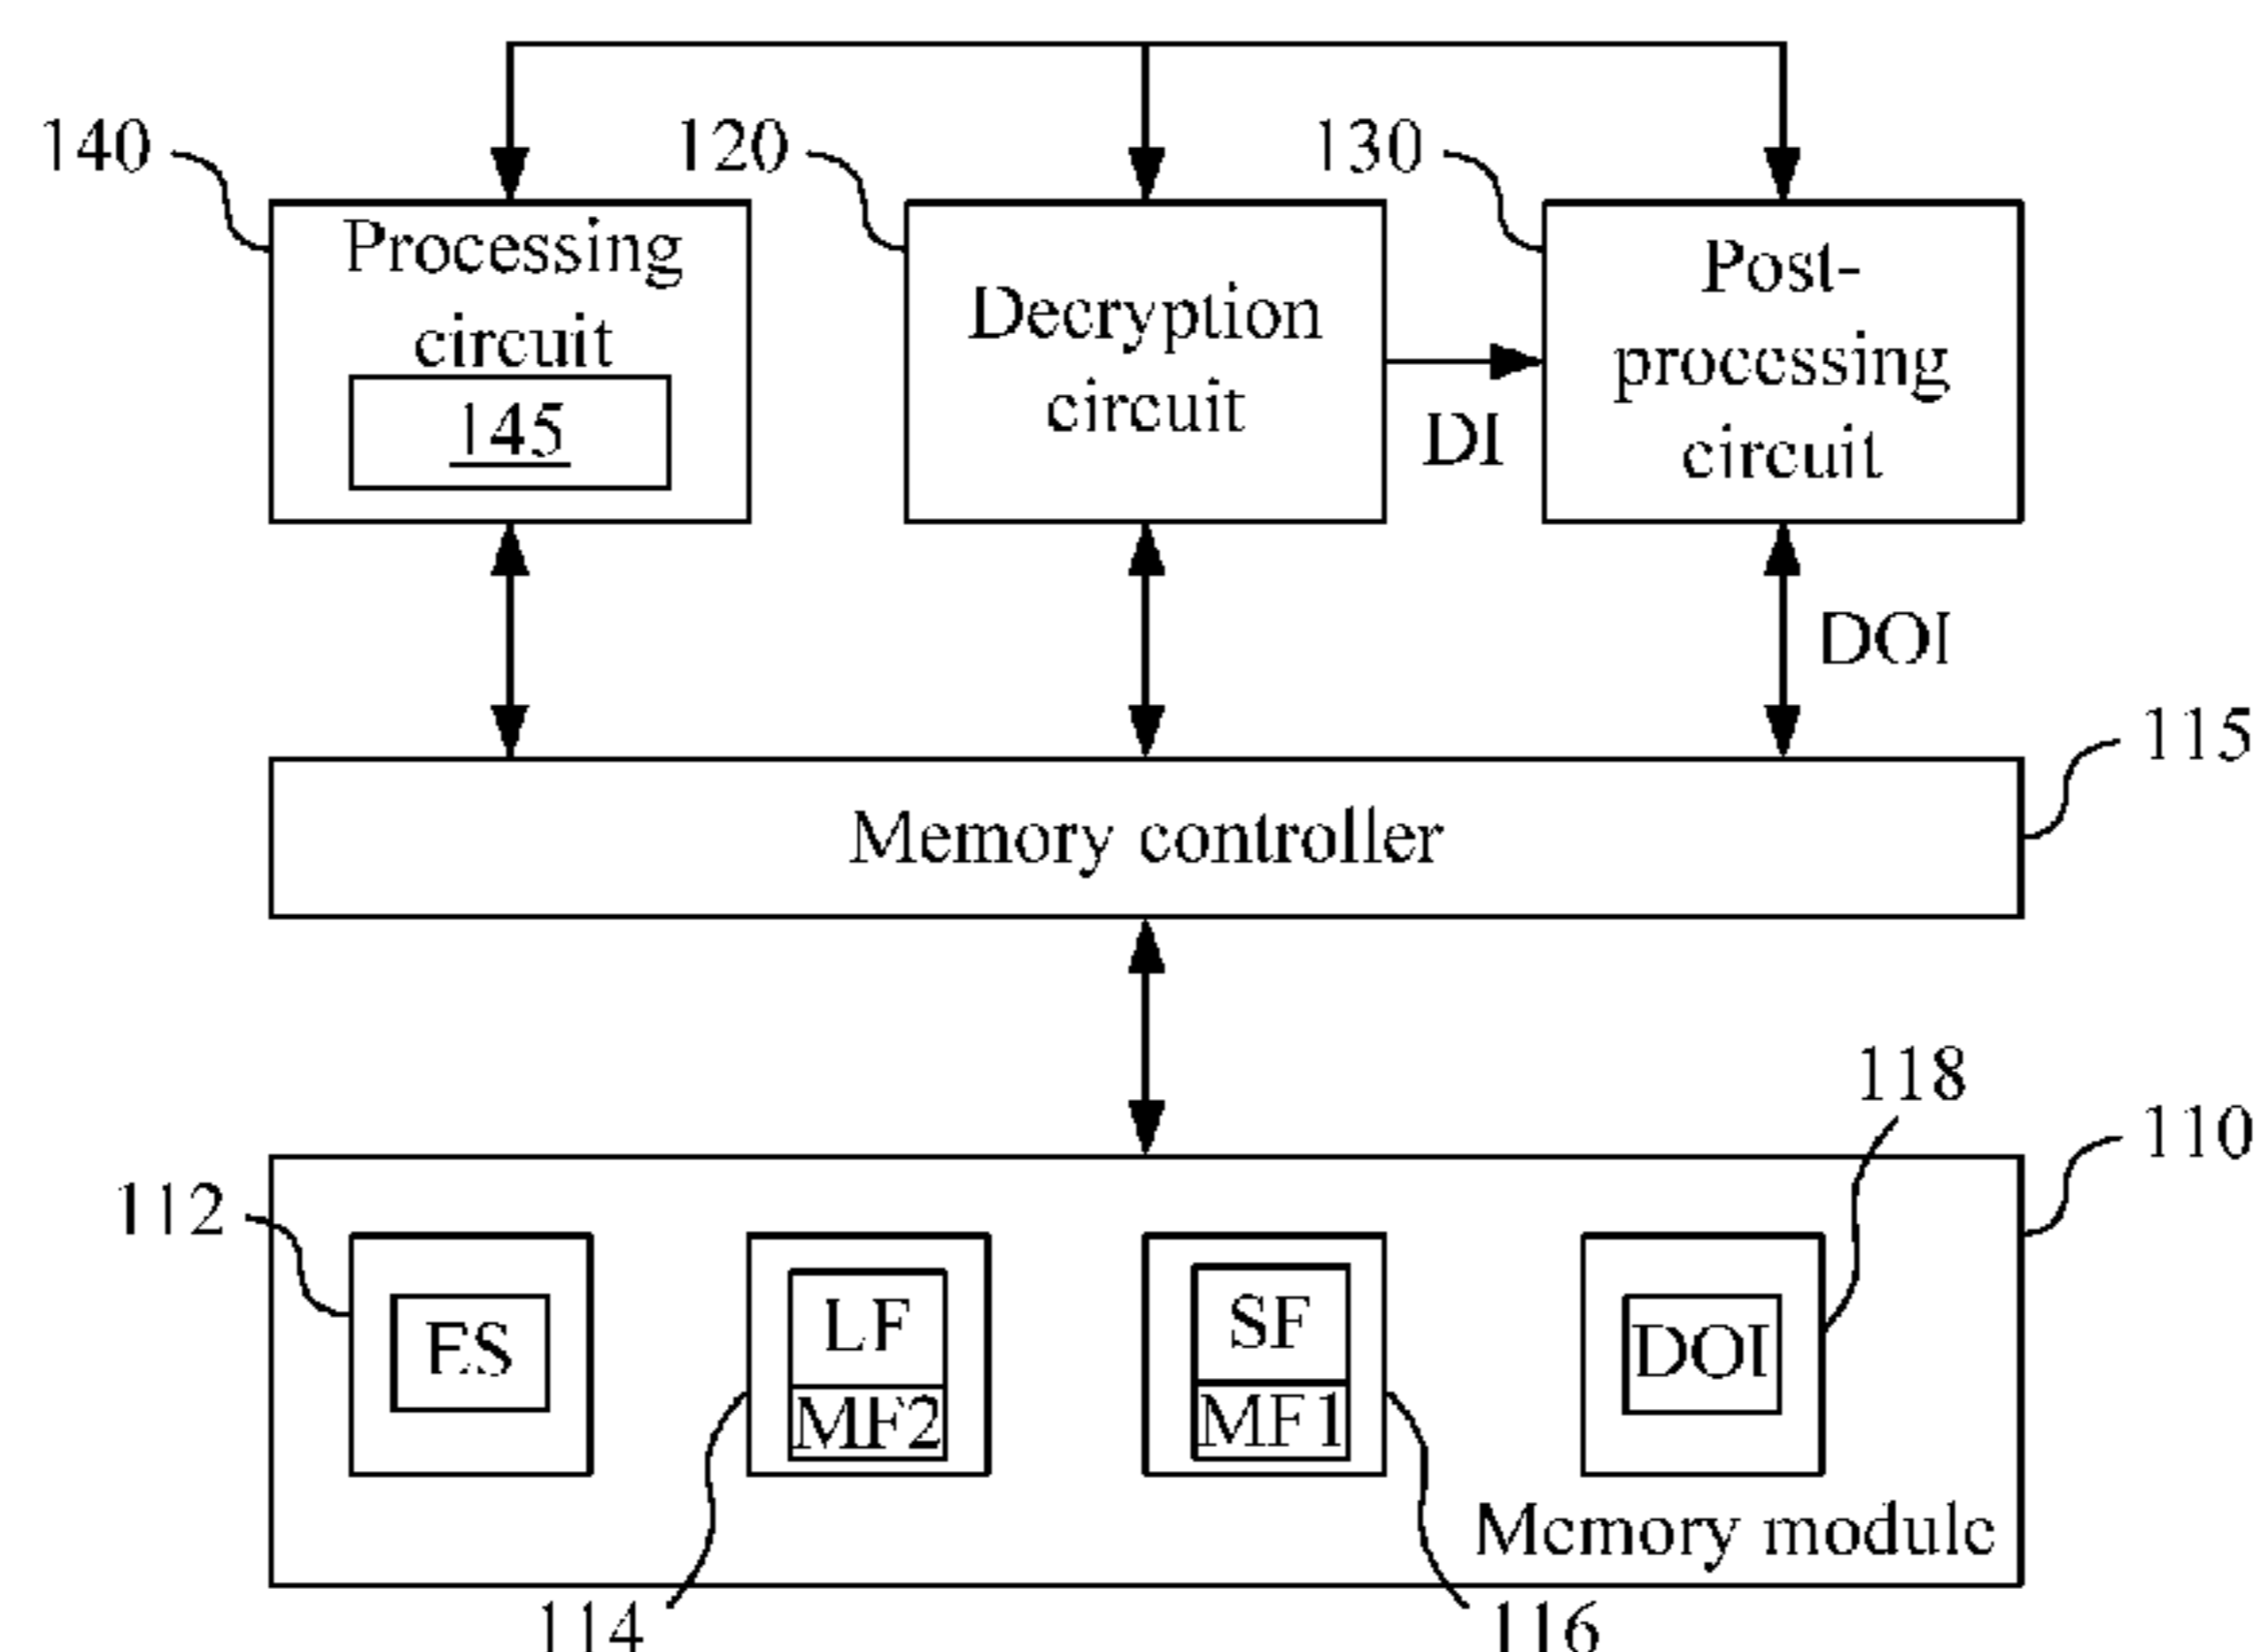 140
120
130
Processing
circuit
145
Decryption
circuit
Post-
processing
circuit
DI
DOI
115
Memory controller
118
110
112
ES
LF
MF2
SF
MF1
DOI
Memory module
114
116